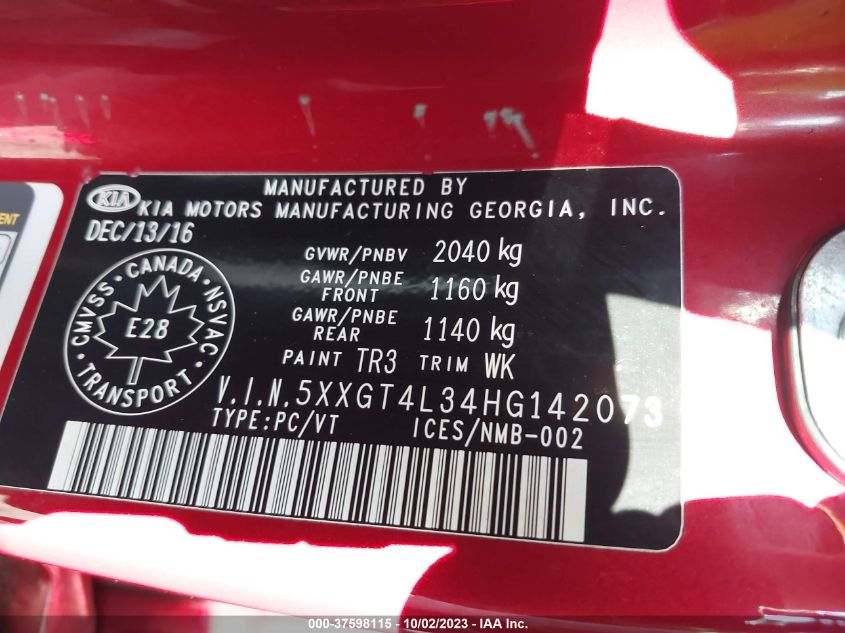 MENT
MANUFACTURED BY
KIA KIA MOTORS MANUFACTURING GEORGIA, INC.
DEC/13/16
GVWR/PNBV 2040 kg
GAWR/PNBE FRONT 1160 kg
GAWR/PNBE REAR 1140 kg
PAINT TR3 TRIM WK
CMVSS · CANADA · NSVAC · TRANSPORT ·
E28
V.I.N.5XXGT4L34HG142073
TYPE:PC/VT ICES/NMB-002
000-37598115 - 10/02/2023 - IAA Inc.